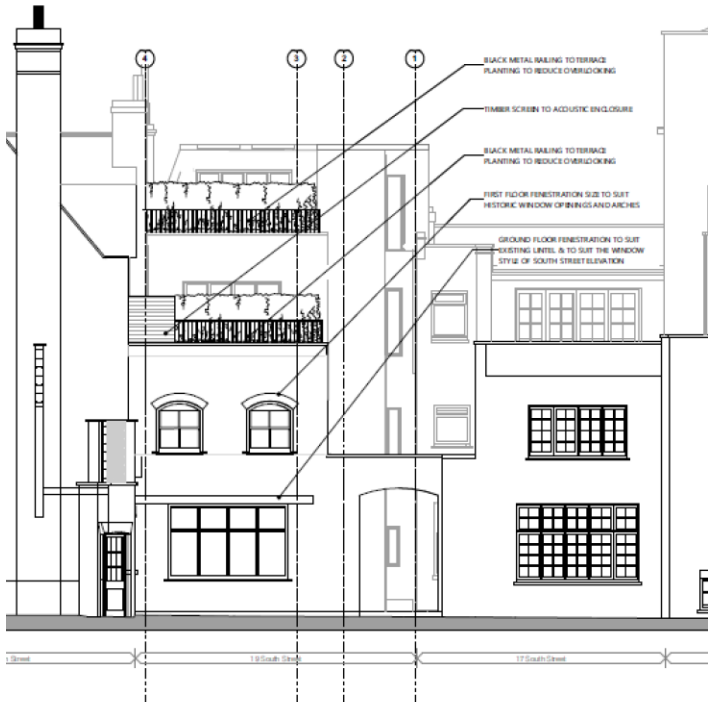 4
3
2
1
BLACK METAL RAILING TO TERRACE
PLANTING TO REDUCE OVERLOOKING
TIMBER SCREEN TO ACOUSTIC ENCLOSURE
BLACK METAL RAILING TO TERRACE
PLANTING TO REDUCE OVERLOOKING
FIRST FLOOR FENESTRATION SIZE TO SUIT
HISTORIC WINDOW OPENINGS AND ARCHES
GROUND FLOOR FENESTRATION TO SUIT
EXISTING LINTEL & TO SUIT THE WINDOW
STYLE OF SOUTH STREET ELEVATION
Street
South Street
17 South Street